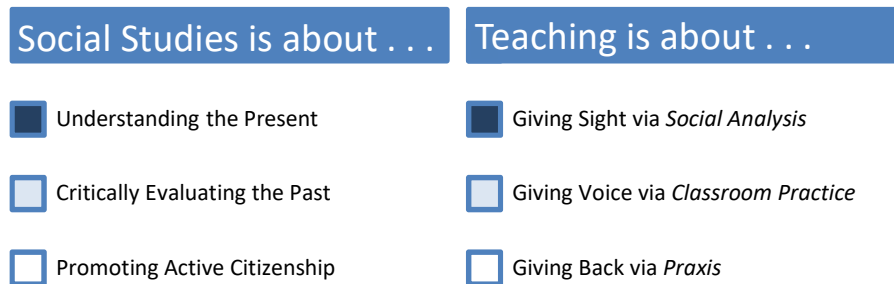 Social Studies is about . . .
Understanding the Present
Critically Evaluating the Past
Promoting Active Citizenship
Teaching is about . . .
Giving Sight via Social Analysis
Giving Voice via Classroom Practice
Giving Back via Praxis